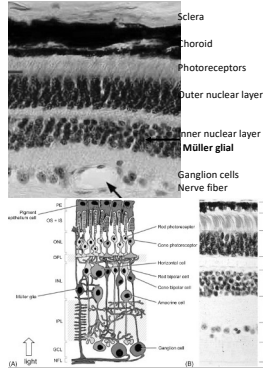 Sclera
Choroid
Photoreceptors
Outer nuclear layer
Inner nuclear layer
Müller glial
Ganglion cells
Nerve fiber
PE
Pigment
epithelium cell
OS + IS
Rod photoreceptor
ONL
Cone photoreceptor
OPL
Horizontal cell
INL
Rod bipolar cell
Cone bipolar cell
Müller glia
Amacrine cell
IPL
light
GCL
Ganglion cell
NFL
(A)
(B)